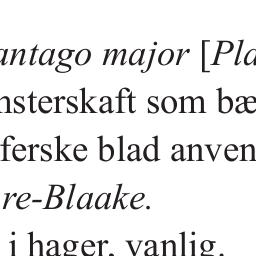 antago major [Pla
nsterskaft som bæ
ferske blad anven
re-Blaake.
i hager, vanlig.